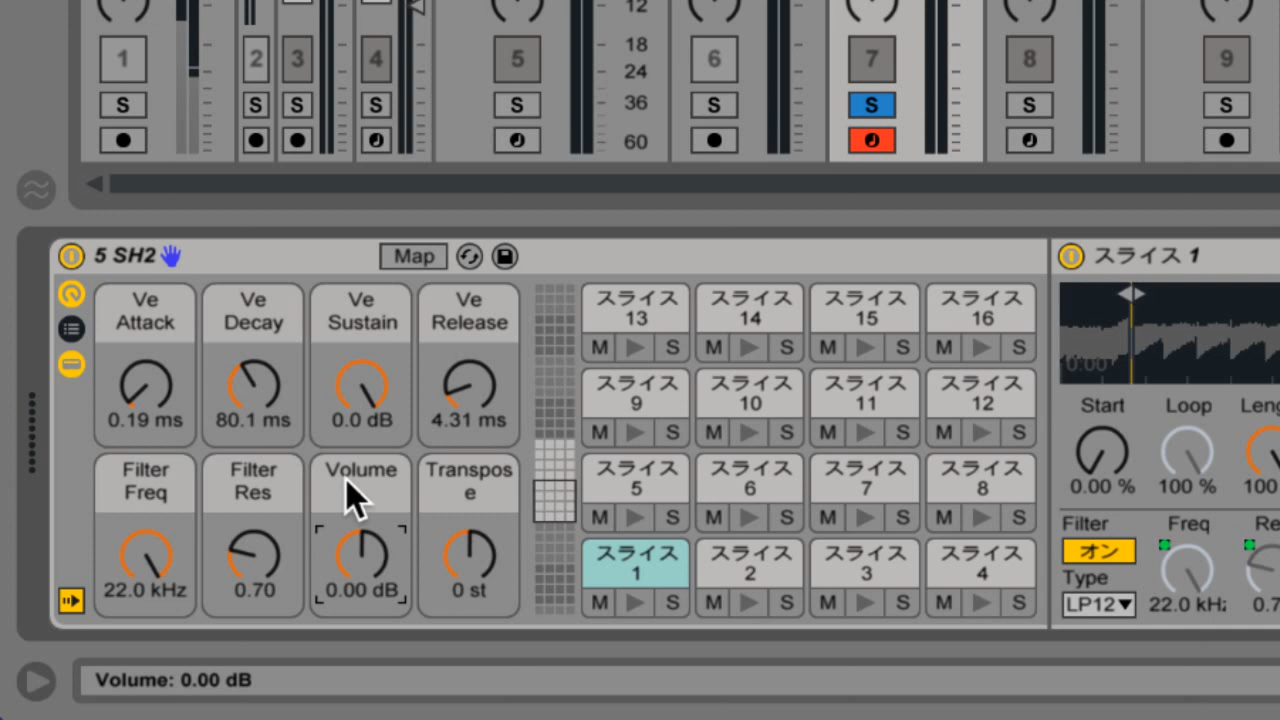 12
18
24
36
60
1 2 3 4 5 6 7 8 9
S S S S S S S S S
5 SH2 Map スライス 1
Ve Attack
0.19 ms
Ve Decay
80.1 ms
Ve Sustain
0.0 dB
Ve Release
4.31 ms
Filter Freq
22.0 kHz
Filter Res
0.70
Volume
0.00 dB
Transpos
e
0 st
スライス 13
M S
スライス 14
M S
スライス 15
M S
スライス 16
M S
スライス 9
M S
スライス 10
M S
スライス 11
M S
スライス 12
M S
スライス 5
M S
スライス 6
M S
スライス 7
M S
スライス 8
M S
スライス 1
M S
スライス 2
M S
スライス 3
M S
スライス 4
M S
0:00
Start Loop Leng
0.00 % 100 % 100
Filter Freq Re
オン
Type
LP12 22.0 kHz 0.7
Volume: 0.00 dB